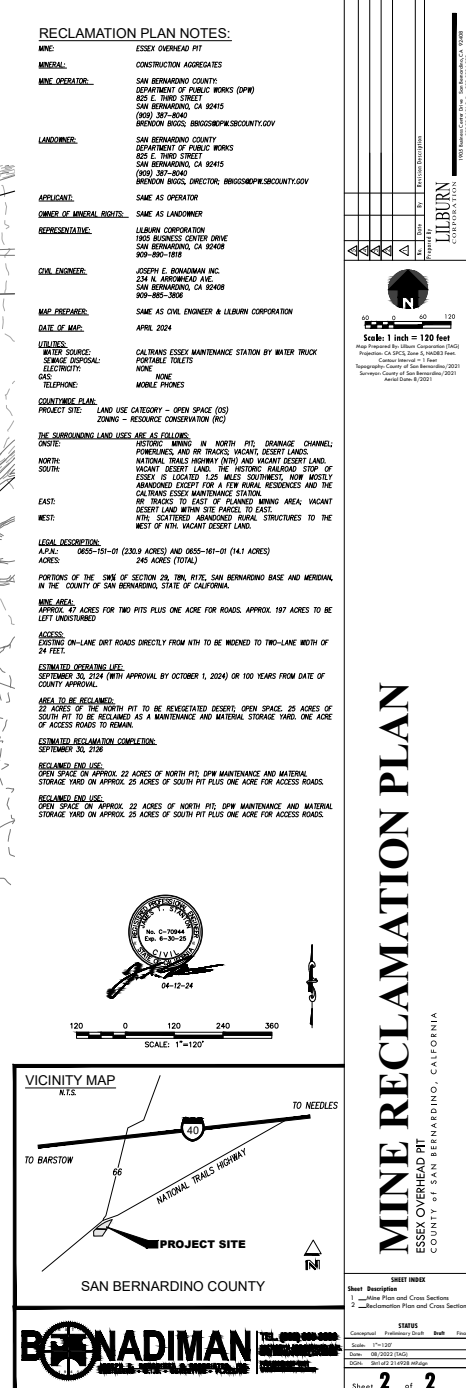 RECLAMATION PLAN NOTES:
MINE: ESSEX OVERHEAD PIT
MINERAL: CONSTRUCTION AGGREGATES
MINE OPERATOR: SAN BERNARDINO COUNTY:
DEPARTMENT OF PUBLIC WORKS (DPW)
825 E. THIRD STREET
SAN BERNARDINO, CA 92415
(909) 387-8040
BRENDON BIGGS; BBIGGS@DPW.SBCOUNTY.GOV
LANDOWNER: SAN BERNARDINO COUNTY
DEPARTMENT OF PUBLIC WORKS
825 E. THIRD STREET
SAN BERNARDINO, CA 92415
(909) 387-8040
BRENDON BIGGS, DIRECTOR; BBIGGS@DPW.SBCOUNTY.GOV
APPLICANT: SAME AS OPERATOR
OWNER OF MINERAL RIGHTS: SAME AS LANDOWNER
REPRESENTATIVE: LILBURN CORPORATION
1905 BUSINESS CENTER DRIVE
SAN BERNARDINO, CA 92408
909-890-1818
CIVIL ENGINEER: JOSEPH E. BONADIMAN INC.
234 N. ARROWHEAD AVE.
SAN BERNARDINO, CA 92408
909-885-3806
MAP PREPARER: SAME AS CIVIL ENGINEER & LILBURN CORPORATION
DATE OF MAP: APRIL 2024
UTILITIES:
WATER SOURCE: CALTRANS ESSEX MAINTENANCE STATION BY WATER TRUCK
SEWAGE DISPOSAL: PORTABLE TOILETS
ELECTRICITY: NONE
GAS: NONE
TELEPHONE: MOBILE PHONES
COUNTYWIDE PLAN:
PROJECT SITE: LAND USE CATEGORY – OPEN SPACE (OS)
ZONING – RESOURCE CONSERVATION (RC)
THE SURROUNDING LAND USES ARE AS FOLLOWS:
ONSITE: HISTORIC MINING IN NORTH PIT; DRAINAGE CHANNEL;
POWERLINES, AND RR TRACKS; VACANT, DESERT LANDS.
NORTH: NATIONAL TRAILS HIGHWAY (NTH) AND VACANT DESERT LAND.
SOUTH: VACANT DESERT LAND. THE HISTORIC RAILROAD STOP OF
ESSEX IS LOCATED 1.25 MILES SOUTHWEST, NOW MOSTLY
ABANDONED EXCEPT FOR A FEW RURAL RESIDENCES AND THE
CALTRANS ESSEX MAINTENANCE STATION.
EAST: RR TRACKS TO EAST OF PLANNED MINING AREA; VACANT
DESERT LAND WITHIN SITE PARCEL TO EAST.
WEST: NTH; SCATTERED ABANDONED RURAL STRUCTURES TO THE
WEST OF NTH. VACANT DESERT LAND.
LEGAL DESCRIPTION:
A.P.N.: 0655-151-01 (230.9 ACRES) AND 0655-161-01 (14.1 ACRES)
ACRES: 245 ACRES (TOTAL)
PORTIONS OF THE SW¼ OF SECTION 29, T8N, R17E, SAN BERNARDINO BASE AND MERIDIAN,
IN THE COUNTY OF SAN BERNARDINO, STATE OF CALIFORNIA.
MINE AREA:
APPROX. 47 ACRES FOR TWO PITS PLUS ONE ACRE FOR ROADS. APPROX. 197 ACRES TO BE
LEFT UNDISTURBED
ACCESS:
EXISTING ON-LANE DIRT ROADS DIRECTLY FROM NTH TO BE WIDENED TO TWO-LANE WIDTH OF
24 FEET.
ESTIMATED OPERATING LIFE:
SEPTEMBER 30, 2124 (WITH APPROVAL BY OCTOBER 1, 2024) OR 100 YEARS FROM DATE OF
COUNTY APPROVAL.
AREA TO BE RECLAIMED:
22 ACRES OF THE NORTH PIT TO BE REVEGETATED DESERT; OPEN SPACE. 25 ACRES OF
SOUTH PIT TO BE RECLAIMED AS A MAINTENANCE AND MATERIAL STORAGE YARD. ONE ACRE
OF ACCESS ROADS TO REMAIN.
ESTIMATED RECLAMATION COMPLETION:
SEPTEMBER 30, 2126
RECLAIMED END USE:
OPEN SPACE ON APPROX. 22 ACRES OF NORTH PIT; DPW MAINTENANCE AND MATERIAL
STORAGE YARD ON APPROX. 25 ACRES OF SOUTH PIT PLUS ONE ACRE FOR ACCESS ROADS.
RECLAIMED END USE:
OPEN SPACE ON APPROX. 22 ACRES OF NORTH PIT; DPW MAINTENANCE AND MATERIAL
STORAGE YARD ON APPROX. 25 ACRES OF SOUTH PIT PLUS ONE ACRE FOR ACCESS ROADS.
REGISTERED PROFESSIONAL ENGINEER
JAMES T. STANTON
No. C-70944
Exp. 6-30-25
CIVIL
STATE OF CALIFORNIA
04-12-24
120 0 120 240 360
SCALE: 1"=120'
VICINITY MAP
N.T.S.
TO NEEDLES
40
TO BARSTOW
66
NATIONAL TRAILS HIGHWAY
PROJECT SITE
N
SAN BERNARDINO COUNTY
BONADIMAN
TEL.
1905 Business Center Drive San Bernardino, CA 92408
LILBURN
CORPORATION
Prepared By
No. Date By Revision Description
N
60 0 60 120
Scale: 1 inch = 120 feet
Map Prepared By: Lilburn Corporation (TAG)
Projection: CA SPCS, Zone 5, NAD83 Feet.
Contour Interval = 1 Feet
Topography: County of San Bernardino/2021
Surveyor: County of San Bernardino/2021
Aerial Date: 8/2021
MINE RECLAMATION PLAN
ESSEX OVERHEAD PIT
COUNTY of SAN BERNARDINO, CALFORNIA
SHEET INDEX
Sheet Description
1 Mine Plan and Cross Sections
2 Reclamation Plan and Cross Section
STATUS
Conceptual Preliminary Draft Draft Final
Scale: 1"=120'
Date: 08/2022 (TAG)
DGN: Sht1of2 214928 MP.dgn
Sheet 2 of 2